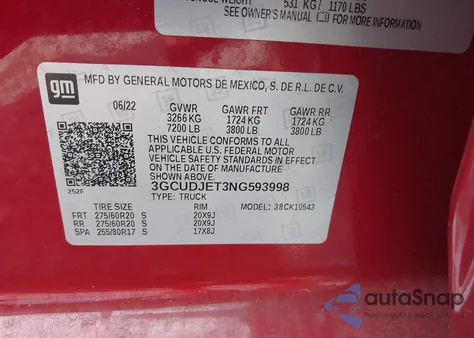 531 KG / 1170 LBS
SEE OWNER'S MANUAL FOR MORE INFORMATION
gm
MFD BY GENERAL MOTORS DE MEXICO, S. DE R.L. DE C.V.
06/22 GVWR GAWR FRT GAWR RR
3266 KG 1724 KG 1724 KG
7200 LB 3800 LB 3800 LB
THIS VEHICLE CONFORMS TO ALL
APPLICABLE U.S. FEDERAL MOTOR
VEHICLE SAFETY AND THEFT
PREVENTION STANDARDS IN EFFECT
ON THE DATE OF MANUFACTURE
SHOWN ABOVE.
3GCUDJET3NG593998
252F
TYPE: TRUCK
MODEL: 38CK10543
TIRE SIZE RIM
FRT 275/60R20 S 20X9J
RR 275/60R20 S 20X9J
SPA 255/80R17 S 17X8J
autoSnap